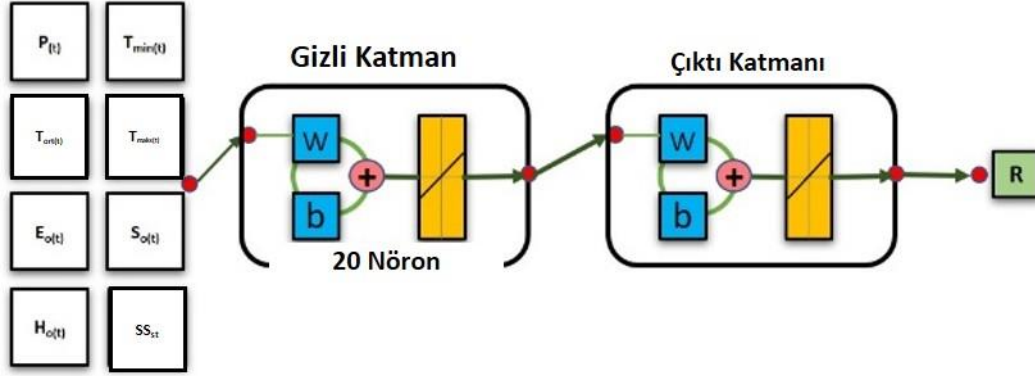 P(t)
Tmin(t)
Gizli Katman
Çıktı Katmanı
Tort(t)
Tmaks(t)
w
b
+
w
b
+
R
Eo(t)
So(t)
20 Nöron
Ho(t)
SSst